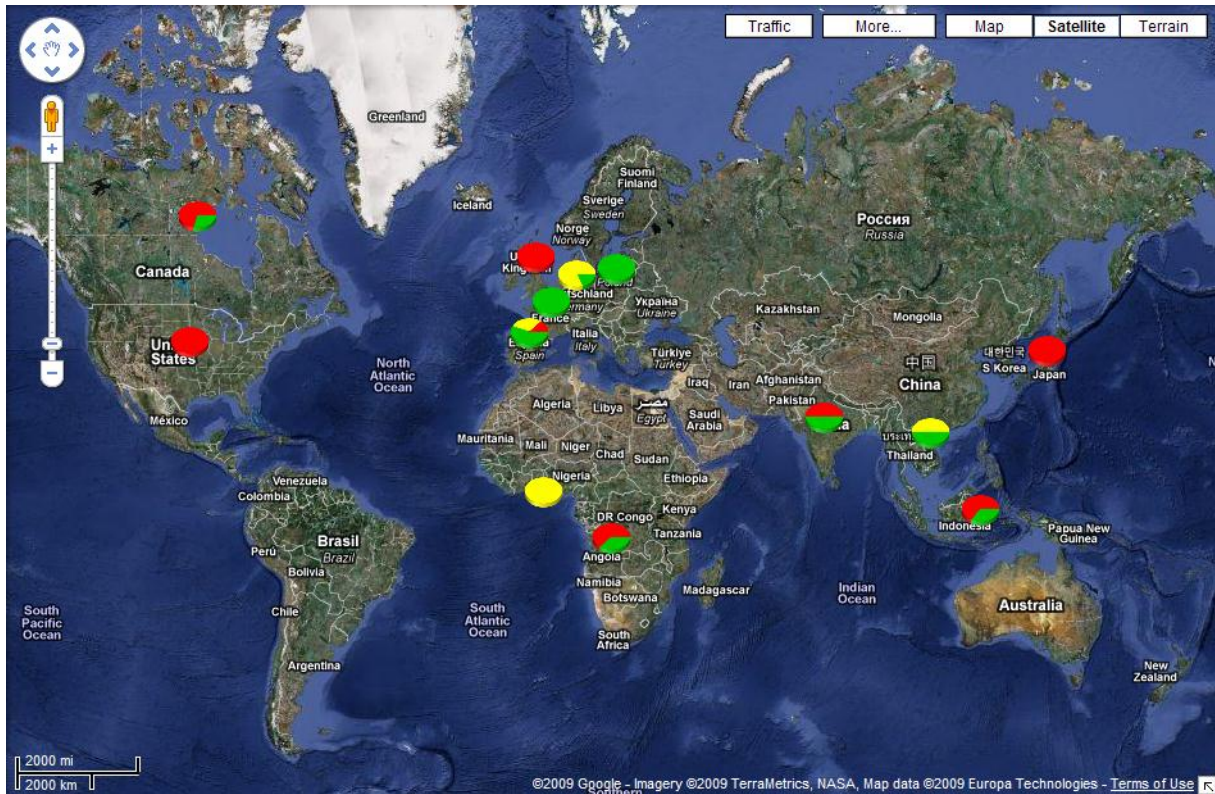 Traffic
More...
Map
Satellite
Terrain
Greenland
Iceland
Suomi
Finland
Sverige
Sweden
Norge
Norway
Россия
Russia
Canada
Kingdom
Poland
Україна
Ukraine
France
Italia
Italy
Spain
Türkiye
Turkey
Kazakhstan
Mongolia
中国
China
대한민국
S Korea
Japan
States
North
Atlantic
Ocean
México
Iraq
Iran
Afghanistan
Pakistan
Algeria
Libya
مصر
Egypt
Saudi
Arabia
Mauritania
Mali
Niger
Chad
Sudan
Nigeria
Ethiopia
Thailand
Venezuela
Colombia
DR Congo
Kenya
Tanzania
Indonesia
Papua New
Guinea
Perú
Brasil
Brazil
Bolivia
Angola
Namibia
Botswana
Madagascar
Indian
Ocean
Australia
South
Pacific
Ocean
Chile
South
Atlantic
Ocean
South
Africa
Argentina
New
Zealand
2000 mi
2000 km
©2009 Google - Imagery ©2009 TerraMetrics, NASA, Map data ©2009 Europa Technologies - Terms of Use